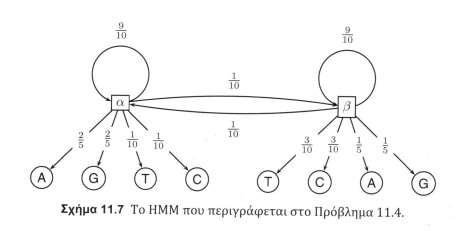 9/10 9/10
1/10
α β
1/10
2/5 2/5 1/10 1/10 3/10 3/10 1/5 1/5
A G T C T C A G
Σχήμα 11.7 Το HMM που περιγράφεται στο Πρόβλημα 11.4.